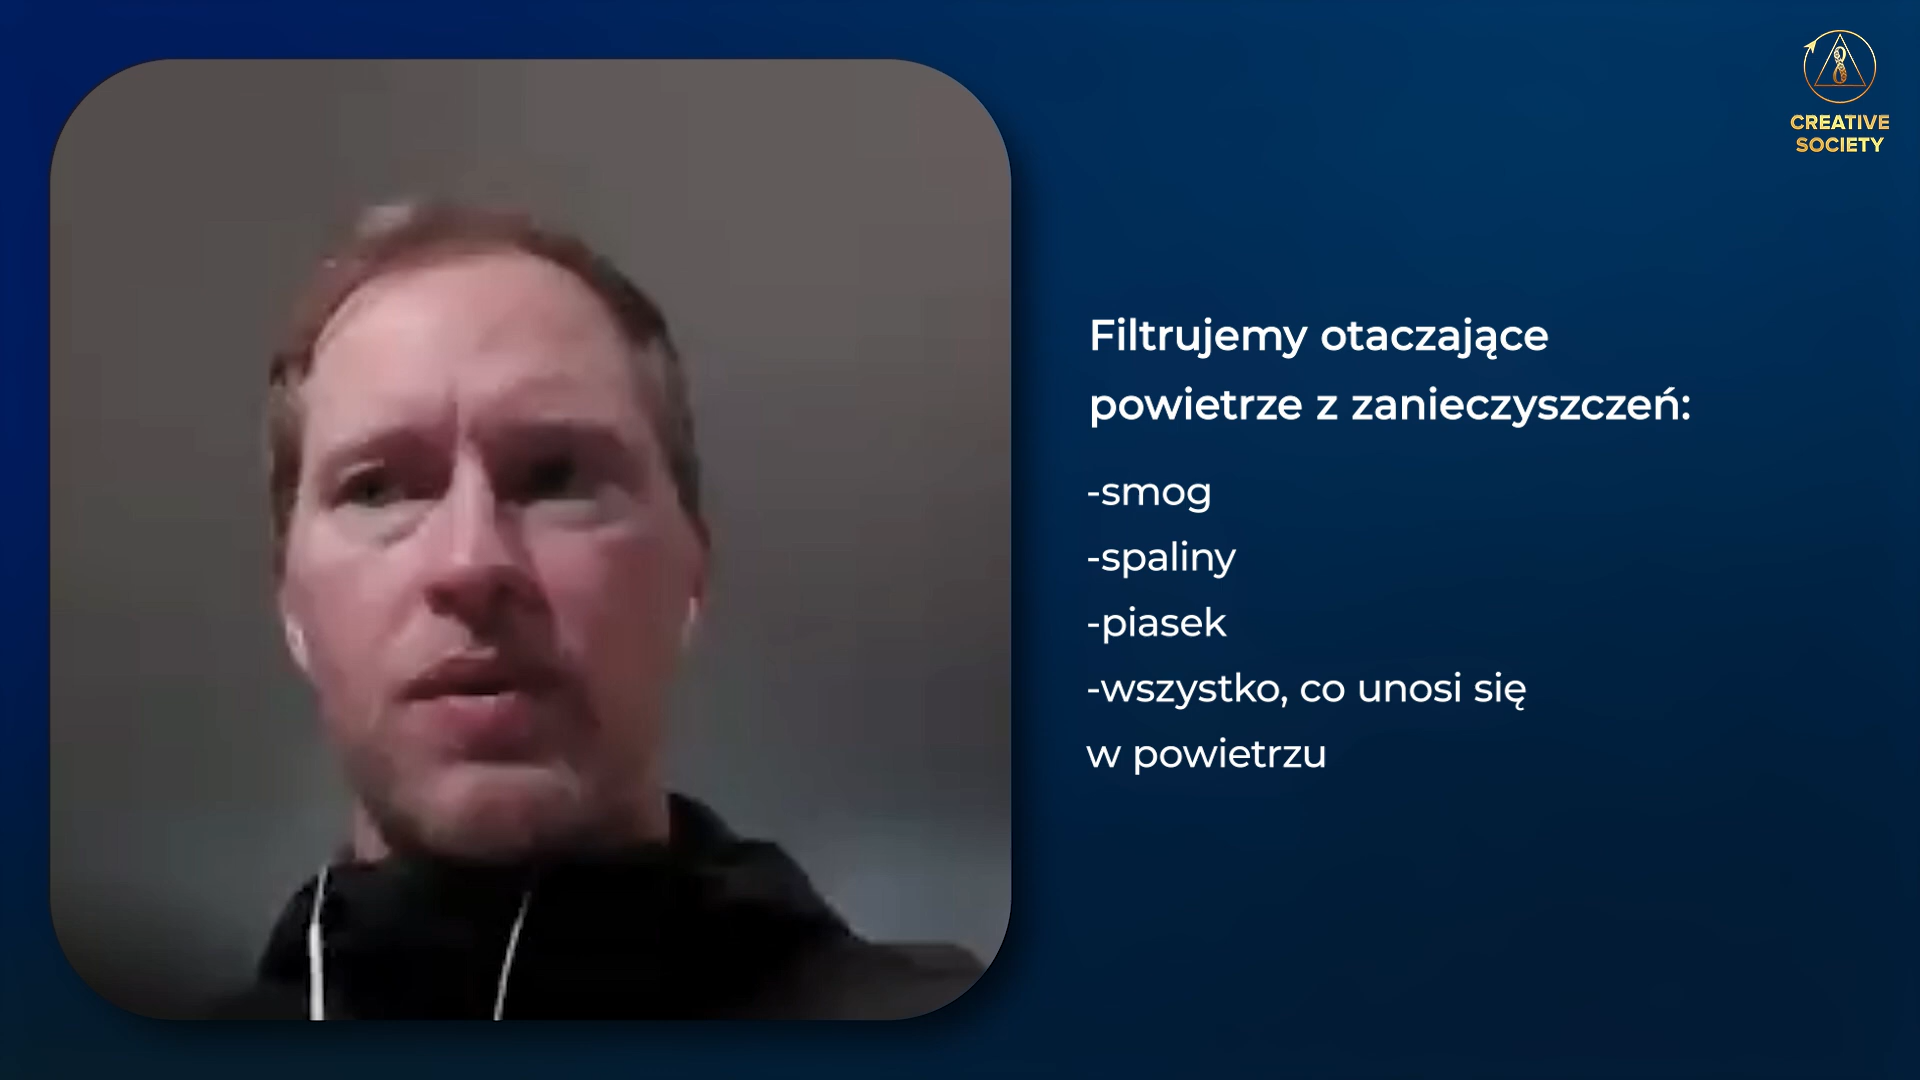 CREATIVE
SOCIETY
Filtrujemy otaczające
powietrze z zanieczyszczeń:
-smog
-spaliny
-piasek
-wszystko, co unosi się
w powietrzu